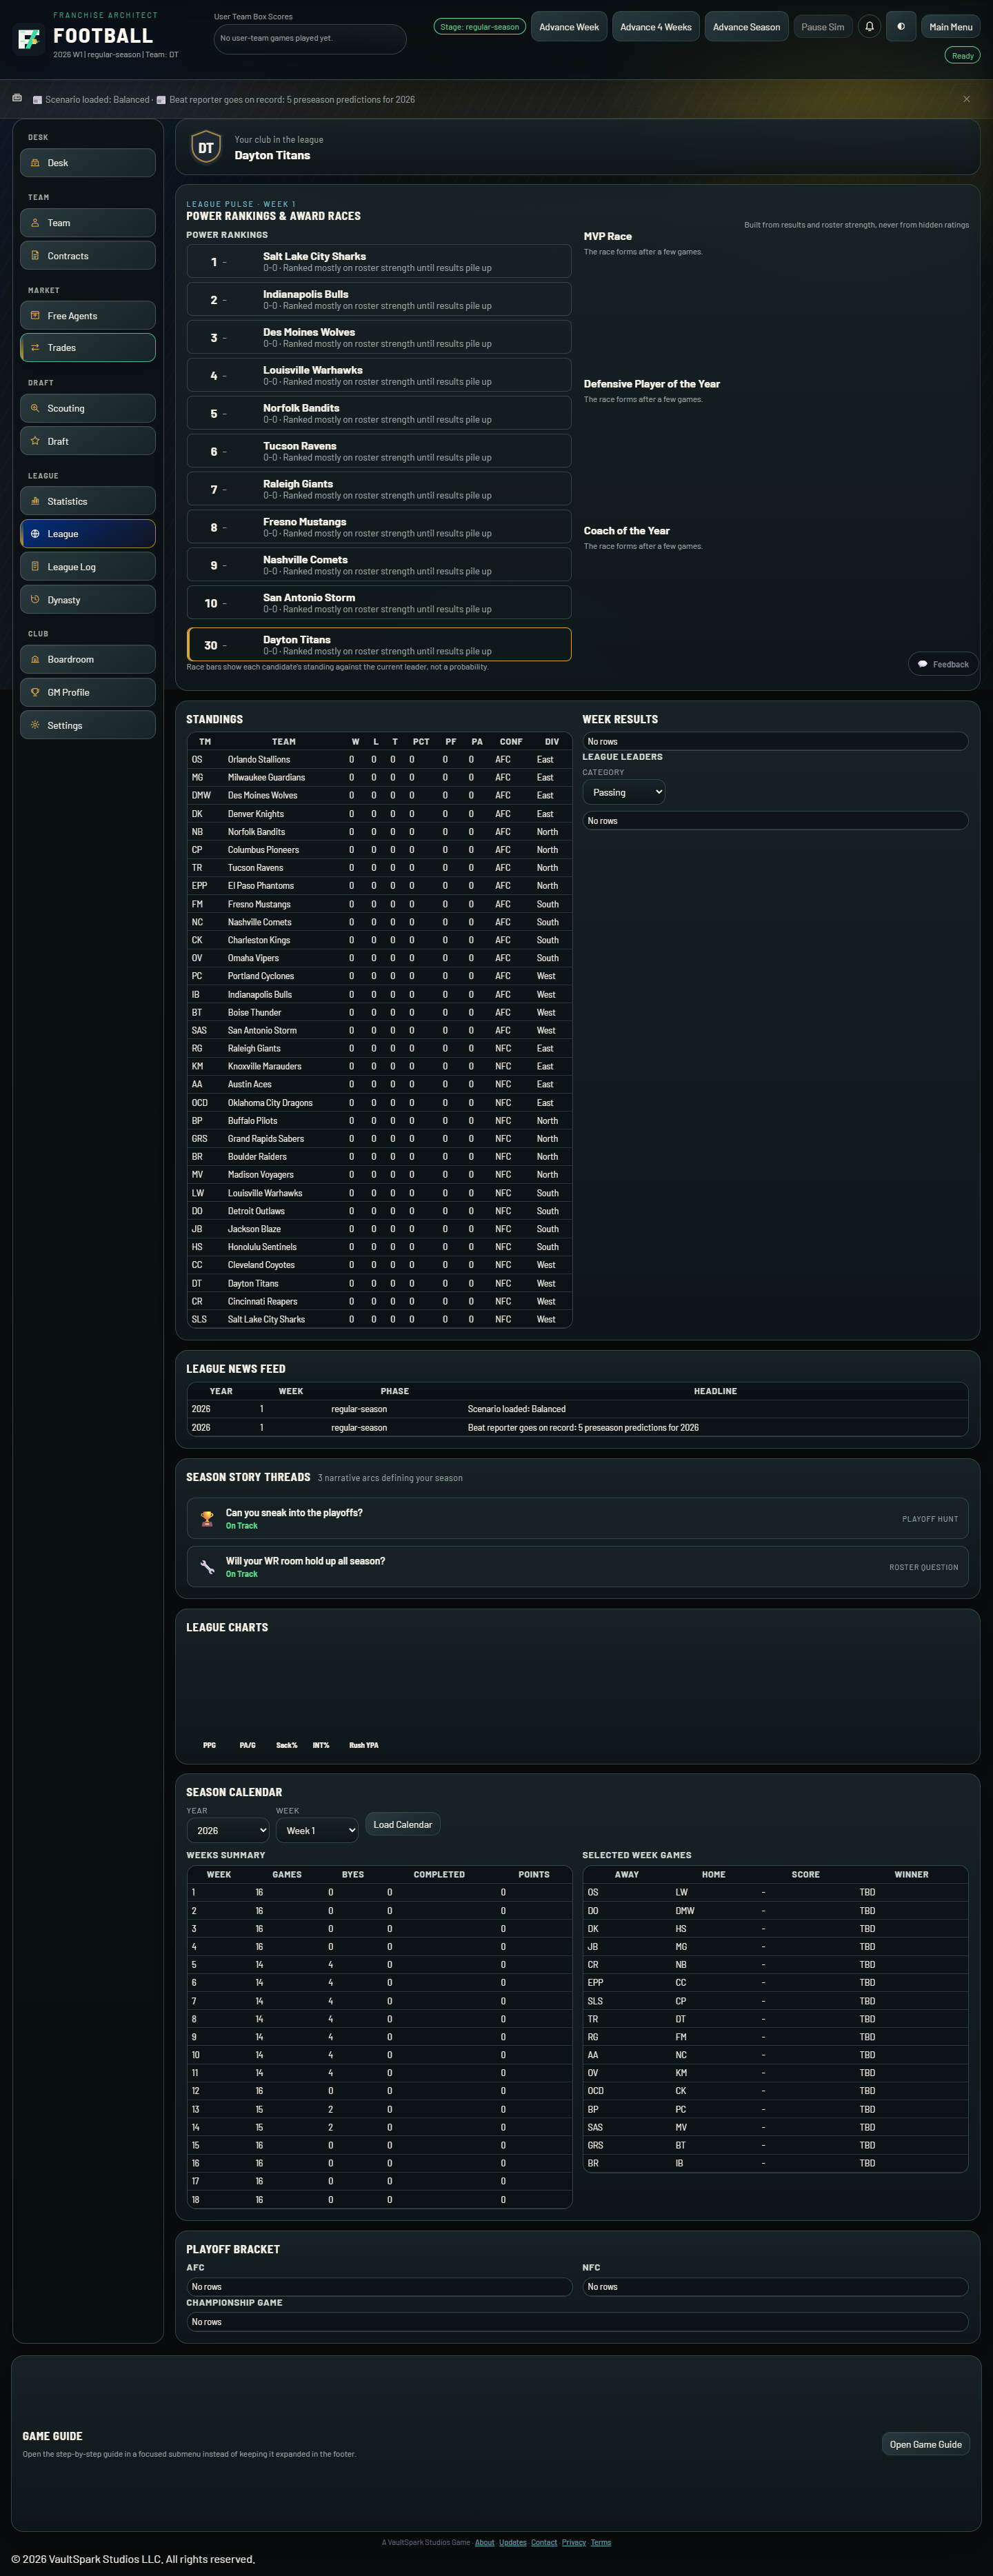 FRANCHISE ARCHITECT
FOOTBALL
2026 W1 | regular-season | Team: DT
User Team Box Scores
No user-team games played yet.
Stage: regular-season
Advance Week
Advance 4 Weeks
Advance Season
Pause Sim
Main Menu
Ready
Scenario loaded: Balanced · Beat reporter goes on record: 5 preseason predictions for 2026
DESK
Desk
TEAM
Team
Contracts
MARKET
Free Agents
Trades
DRAFT
Scouting
Draft
LEAGUE
Statistics
League
League Log
Dynasty
CLUB
Boardroom
GM Profile
Settings
DT
Your club in the league
Dayton Titans
LEAGUE PULSE · WEEK 1
POWER RANKINGS & AWARD RACES
Built from results and roster strength, never from hidden ratings
POWER RANKINGS
1 – Salt Lake City Sharks
0-0 · Ranked mostly on roster strength until results pile up
2 – Indianapolis Bulls
0-0 · Ranked mostly on roster strength until results pile up
3 – Des Moines Wolves
0-0 · Ranked mostly on roster strength until results pile up
4 – Louisville Warhawks
0-0 · Ranked mostly on roster strength until results pile up
5 – Norfolk Bandits
0-0 · Ranked mostly on roster strength until results pile up
6 – Tucson Ravens
0-0 · Ranked mostly on roster strength until results pile up
7 – Raleigh Giants
0-0 · Ranked mostly on roster strength until results pile up
8 – Fresno Mustangs
0-0 · Ranked mostly on roster strength until results pile up
9 – Nashville Comets
0-0 · Ranked mostly on roster strength until results pile up
10 – San Antonio Storm
0-0 · Ranked mostly on roster strength until results pile up
30 – Dayton Titans
0-0 · Ranked mostly on roster strength until results pile up
MVP Race
The race forms after a few games.
Defensive Player of the Year
The race forms after a few games.
Coach of the Year
The race forms after a few games.
Race bars show each candidate's standing against the current leader, not a probability.
Feedback
STANDINGS
TM TEAM W L T PCT PF PA CONF DIV
OS Orlando Stallions 0 0 0 0 0 0 AFC East
MG Milwaukee Guardians 0 0 0 0 0 0 AFC East
DMW Des Moines Wolves 0 0 0 0 0 0 AFC East
DK Denver Knights 0 0 0 0 0 0 AFC East
NB Norfolk Bandits 0 0 0 0 0 0 AFC North
CP Columbus Pioneers 0 0 0 0 0 0 AFC North
TR Tucson Ravens 0 0 0 0 0 0 AFC North
EPP El Paso Phantoms 0 0 0 0 0 0 AFC North
FM Fresno Mustangs 0 0 0 0 0 0 AFC South
NC Nashville Comets 0 0 0 0 0 0 AFC South
CK Charleston Kings 0 0 0 0 0 0 AFC South
OV Omaha Vipers 0 0 0 0 0 0 AFC South
PC Portland Cyclones 0 0 0 0 0 0 AFC West
IB Indianapolis Bulls 0 0 0 0 0 0 AFC West
BT Boise Thunder 0 0 0 0 0 0 AFC West
SAS San Antonio Storm 0 0 0 0 0 0 AFC West
RG Raleigh Giants 0 0 0 0 0 0 NFC East
KM Knoxville Marauders 0 0 0 0 0 0 NFC East
AA Austin Aces 0 0 0 0 0 0 NFC East
OCD Oklahoma City Dragons 0 0 0 0 0 0 NFC East
BP Buffalo Pilots 0 0 0 0 0 0 NFC North
GRS Grand Rapids Sabers 0 0 0 0 0 0 NFC North
BR Boulder Raiders 0 0 0 0 0 0 NFC North
MV Madison Voyagers 0 0 0 0 0 0 NFC North
LW Louisville Warhawks 0 0 0 0 0 0 NFC South
DO Detroit Outlaws 0 0 0 0 0 0 NFC South
JB Jackson Blaze 0 0 0 0 0 0 NFC South
HS Honolulu Sentinels 0 0 0 0 0 0 NFC South
CC Cleveland Coyotes 0 0 0 0 0 0 NFC West
DT Dayton Titans 0 0 0 0 0 0 NFC West
CR Cincinnati Reapers 0 0 0 0 0 0 NFC West
SLS Salt Lake City Sharks 0 0 0 0 0 0 NFC West
WEEK RESULTS
No rows
LEAGUE LEADERS
CATEGORY
Passing
No rows
LEAGUE NEWS FEED
YEAR WEEK PHASE HEADLINE
2026 1 regular-season Scenario loaded: Balanced
2026 1 regular-season Beat reporter goes on record: 5 preseason predictions for 2026
SEASON STORY THREADS 3 narrative arcs defining your season
Can you sneak into the playoffs?
On Track
PLAYOFF HUNT
Will your WR room hold up all season?
On Track
ROSTER QUESTION
LEAGUE CHARTS
PPG PA/G Sack% INT% Rush YPA
SEASON CALENDAR
YEAR
2026
WEEK
Week 1
Load Calendar
WEEKS SUMMARY
WEEK GAMES BYES COMPLETED POINTS
1 16 0 0 0
2 16 0 0 0
3 16 0 0 0
4 16 0 0 0
5 14 4 0 0
6 14 4 0 0
7 14 4 0 0
8 14 4 0 0
9 14 4 0 0
10 14 4 0 0
11 14 4 0 0
12 16 0 0 0
13 15 2 0 0
14 15 2 0 0
15 16 0 0 0
16 16 0 0 0
17 16 0 0 0
18 16 0 0 0
SELECTED WEEK GAMES
AWAY HOME SCORE WINNER
OS LW - TBD
DO DMW - TBD
DK HS - TBD
JB MG - TBD
CR NB - TBD
EPP CC - TBD
SLS CP - TBD
TR DT - TBD
RG FM - TBD
AA NC - TBD
OV KM - TBD
OCD CK - TBD
BP PC - TBD
SAS MV - TBD
GRS BT - TBD
BR IB - TBD
PLAYOFF BRACKET
AFC
No rows
NFC
No rows
CHAMPIONSHIP GAME
No rows
GAME GUIDE
Open the step-by-step guide in a focused submenu instead of keeping it expanded in the footer.
Open Game Guide
A VaultSpark Studios Game · About · Updates · Contact · Privacy · Terms
© 2026 VaultSpark Studios LLC. All rights reserved.